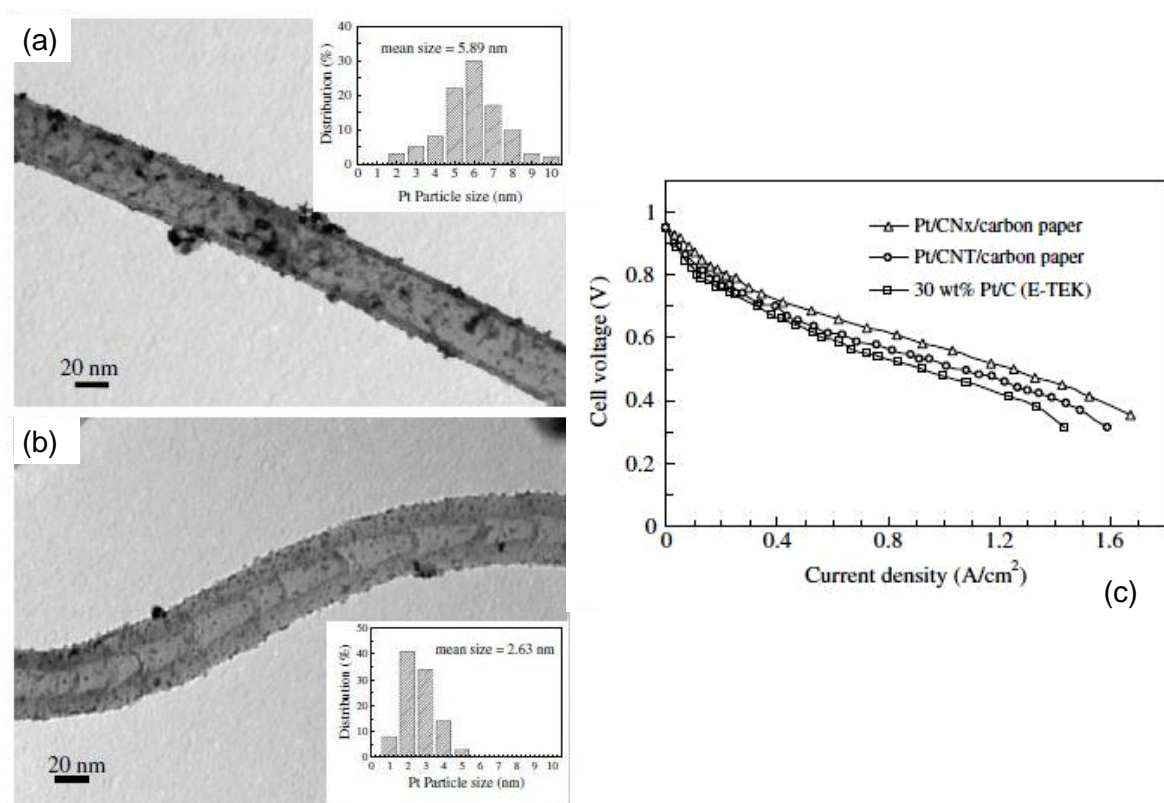 (a)
40
30
20
10
0
Distribution (%)
mean size = 5.89 nm
0 1 2 3 4 5 6 7 8 9 10
Pt Particle size (nm)
20 nm
(b)
50
40
30
20
10
0
Distribution (%)
mean size = 2.63 nm
0 1 2 3 4 5 6 7 8 9 10
Pt Particle size (nm)
20 nm
1
0.8
0.6
0.4
0.2
0
Cell voltage (V)
Pt/CNx/carbon paper
Pt/CNT/carbon paper
30 wt% Pt/C (E-TEK)
0 0.4 0.8 1.2 1.6
Current density (A/cm²)
(c)